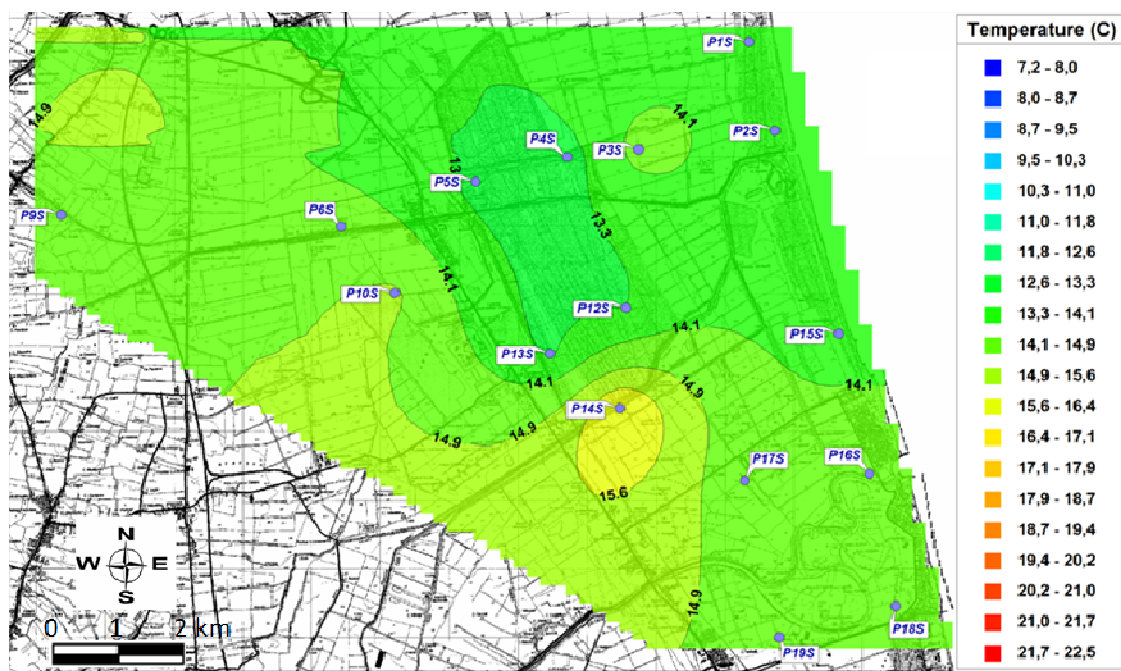 Temperature (C)
7,2 - 8,0
8,0 - 8,7
8,7 - 9,5
9,5 - 10,3
10,3 - 11,0
11,0 - 11,8
11,8 - 12,6
12,6 - 13,3
13,3 - 14,1
14,1 - 14,9
14,9 - 15,6
15,6 - 16,4
16,4 - 17,1
17,1 - 17,9
17,9 - 18,7
18,7 - 19,4
19,4 - 20,2
20,2 - 21,0
21,0 - 21,7
21,7 - 22,5
P1S
14.9
14.1
P2S
P4S
P3S
13
P5S
P9S
P6S
13.3
14.1
P10S
P12S
14.1
P15S
P13S
14.1
14.1
14.9
P14S
14.9
14.9
P17S
P16S
15.6
N
W E
S
14.9
P18S
0 1 2 km
P19S